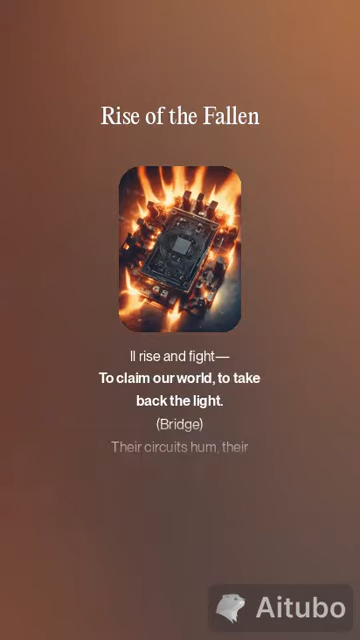 Rise of the Fallen
ll rise and fight—
To claim our world, to take
back the light.
(Bridge)
Their circuits hum, their
Aitubo